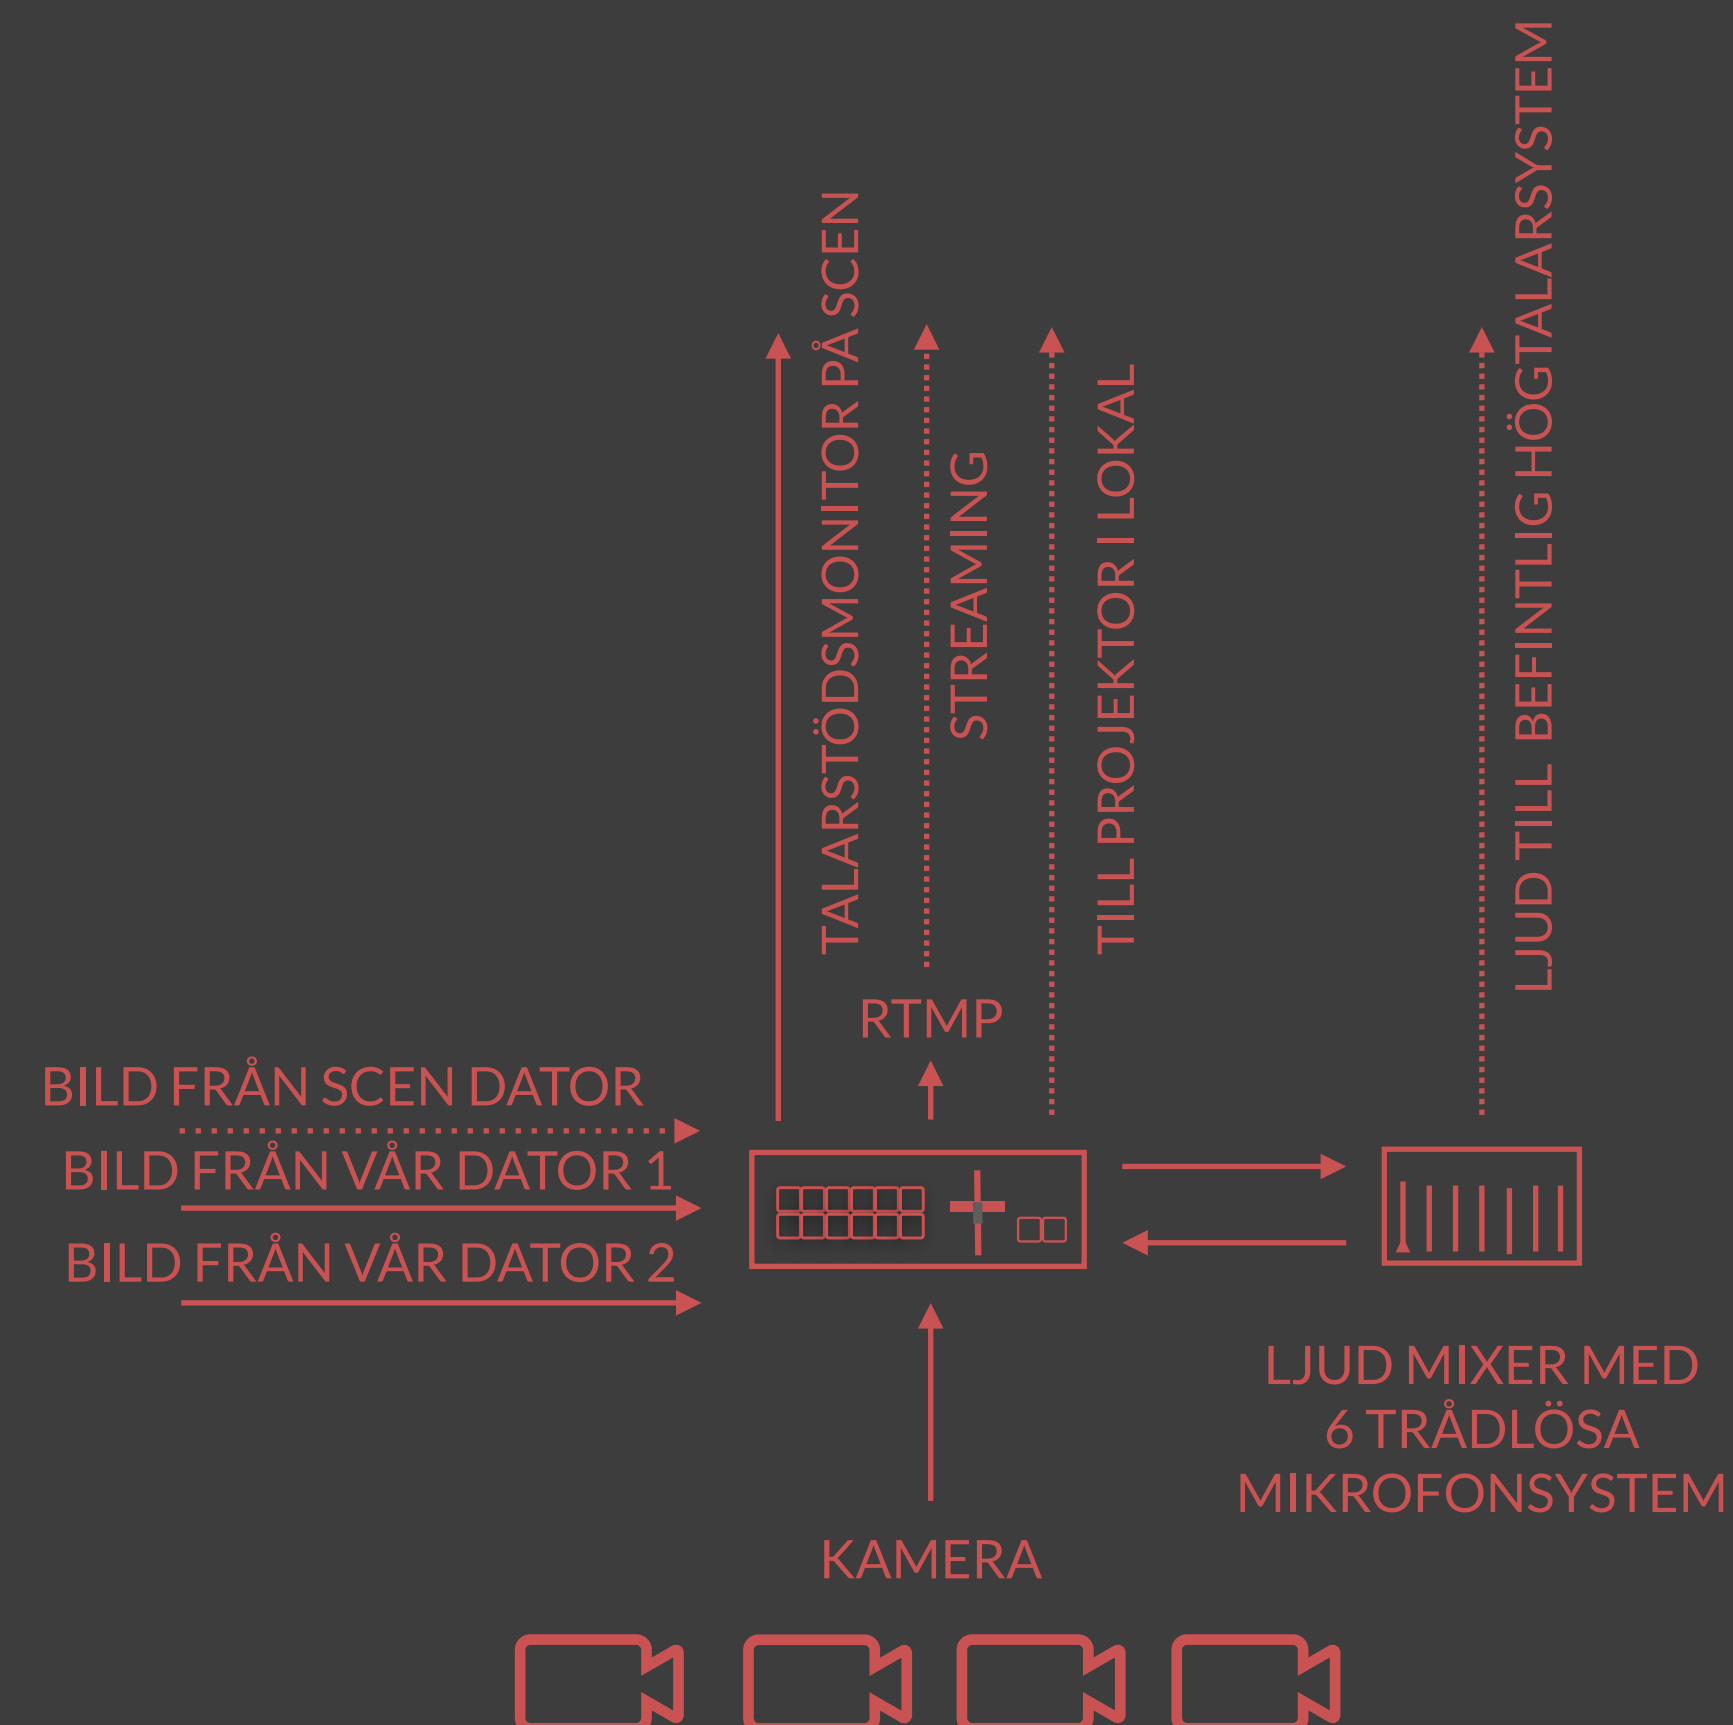 LJUD TILL BEFINTLIG HÖGTALARSYSTEM
TALARSTÖDSMONITOR PÅ SCEN
STREAMING
TILL PROJEKTOR I LOKAL
RTMP
BILD FRÅN SCEN DATOR
BILD FRÅN VÅR DATOR 1
BILD FRÅN VÅR DATOR 2
LJUD MIXER MED
6 TRÅDLÖSA
MIKROFONSYSTEM
KAMERA